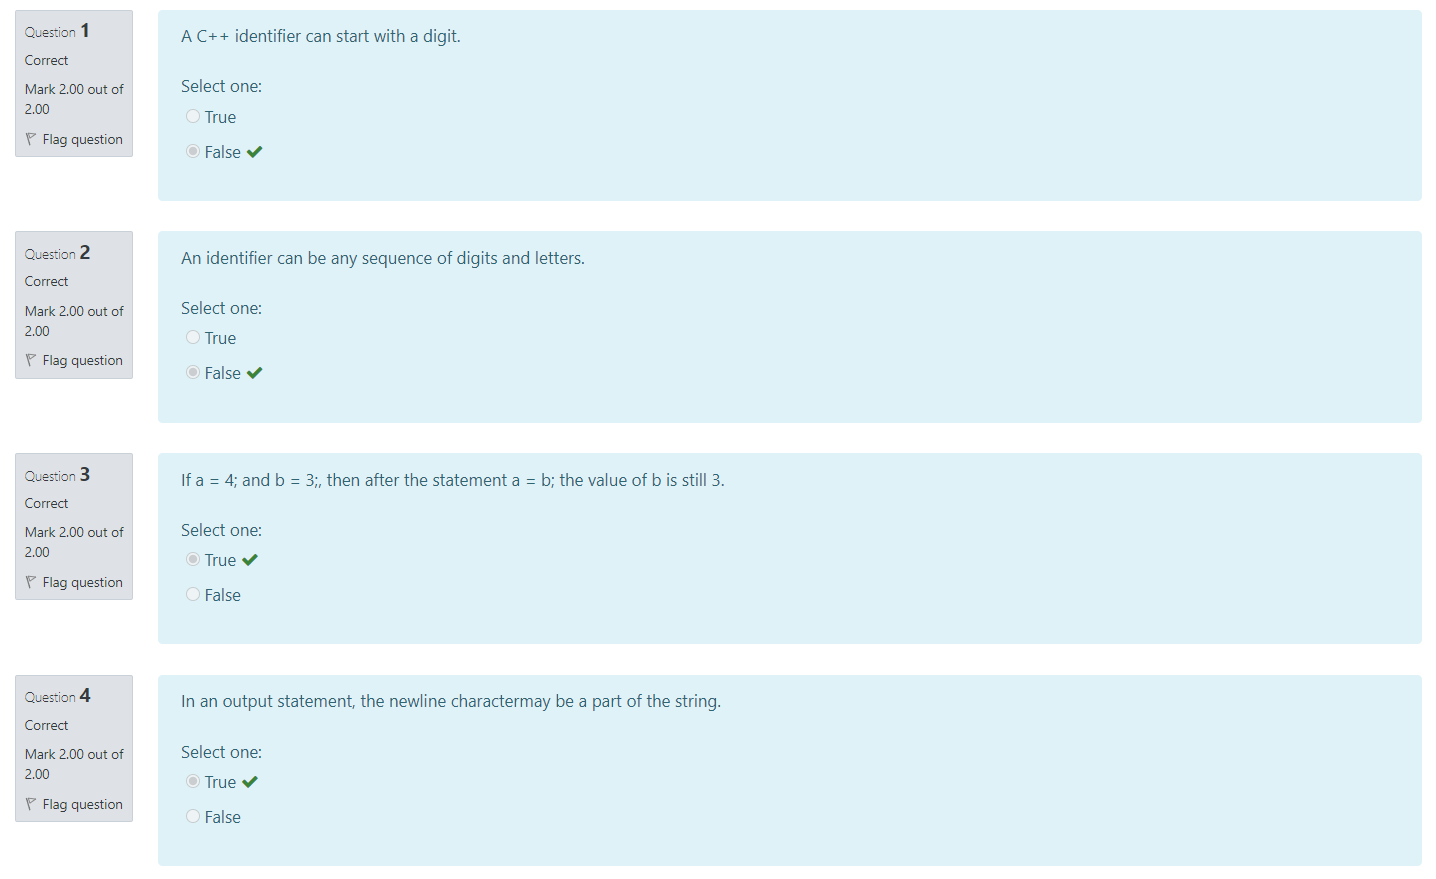 Question 1
Correct
Mark 2.00 out of
2.00
Flag question
A C++ identifier can start with a digit.
Select one:
True
False
Question 2
Correct
Mark 2.00 out of
2.00
Flag question
An identifier can be any sequence of digits and letters.
Select one:
True
False
Question 3
Correct
Mark 2.00 out of
2.00
Flag question
If a = 4; and b = 3;, then after the statement a = b; the value of b is still 3.
Select one:
True
False
Question 4
Correct
Mark 2.00 out of
2.00
Flag question
In an output statement, the newline charactermay be a part of the string.
Select one:
True
False